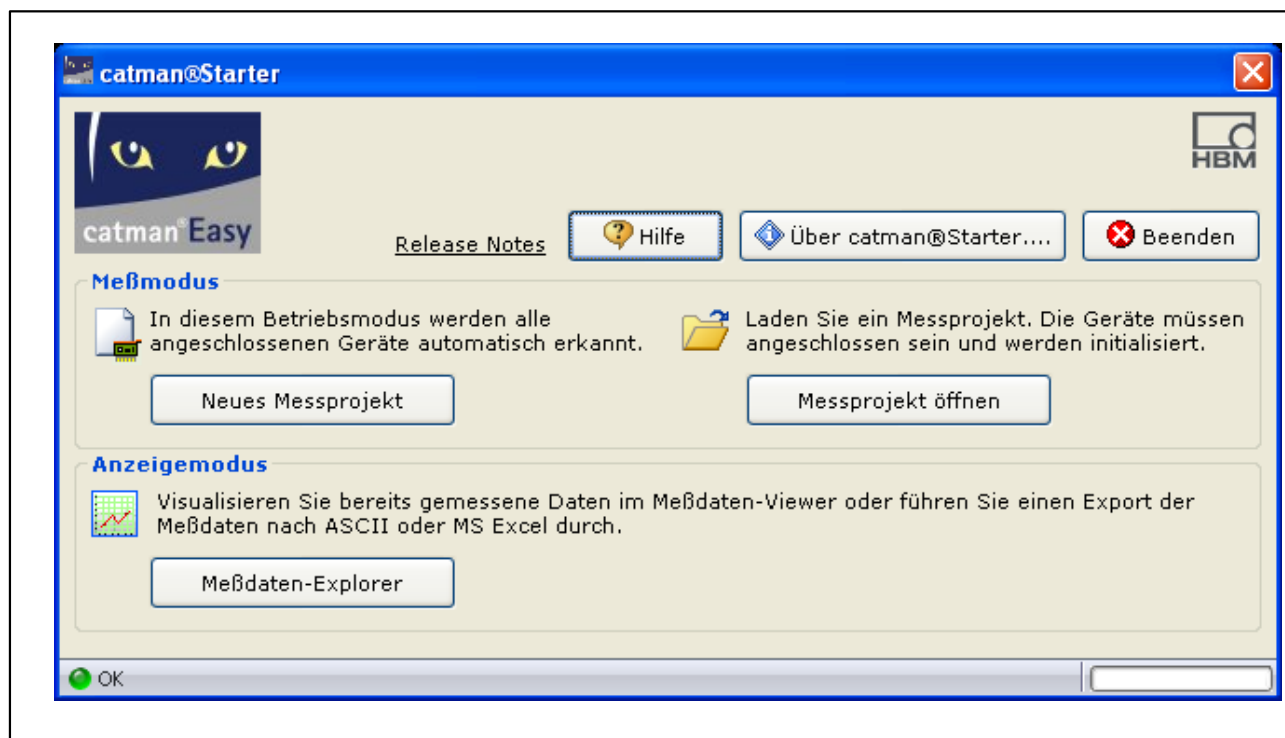 catman®Starter
HBM
catman®Easy
Release Notes
Hilfe
Über catman®Starter....
Beenden
Meßmodus
In diesem Betriebsmodus werden alle
angeschlossenen Geräte automatisch erkannt.
Neues Messprojekt
Laden Sie ein Messprojekt. Die Geräte müssen
angeschlossen sein und werden initialisiert.
Messprojekt öffnen
Anzeigemodus
Visualisieren Sie bereits gemessene Daten im Meßdaten-Viewer oder führen Sie einen Export der
Meßdaten nach ASCII oder MS Excel durch.
Meßdaten-Explorer
OK